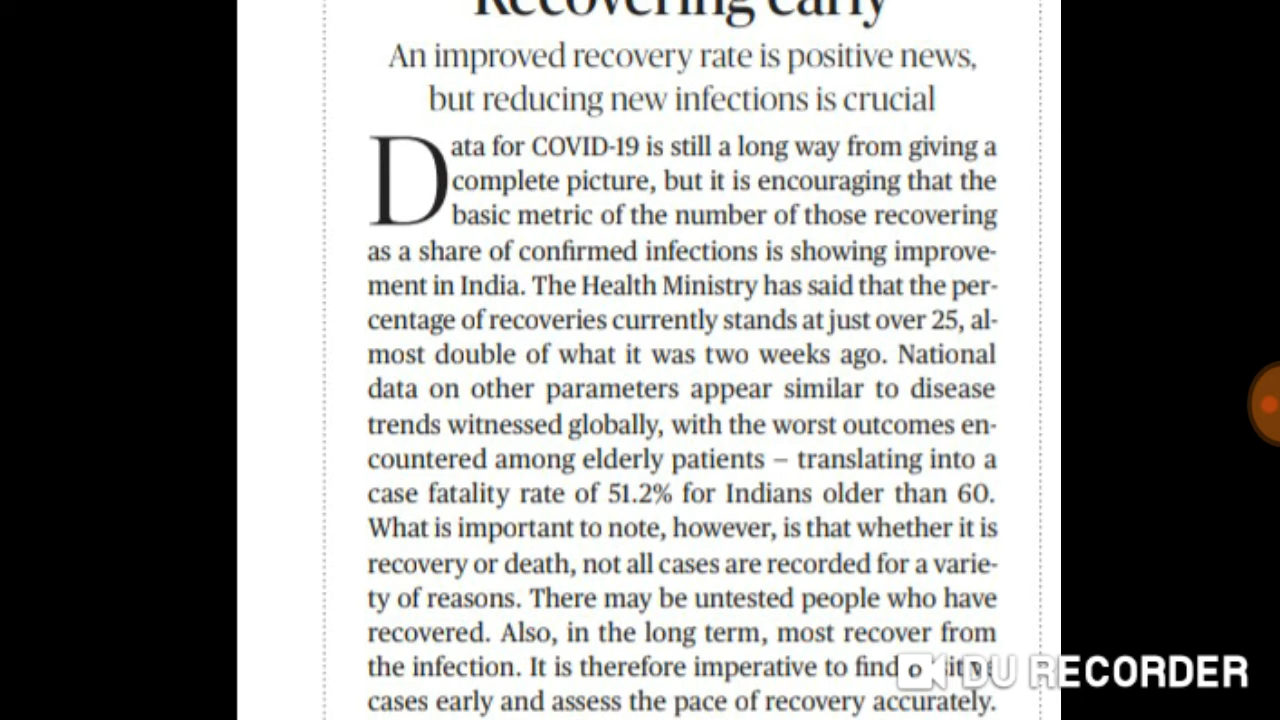 Recovering early
An improved recovery rate is positive news,
but reducing new infections is crucial
Data for COVID-19 is still a long way from giving a
complete picture, but it is encouraging that the
basic metric of the number of those recovering
as a share of confirmed infections is showing improve-
ment in India. The Health Ministry has said that the per-
centage of recoveries currently stands at just over 25, al-
most double of what it was two weeks ago. National
data on other parameters appear similar to disease
trends witnessed globally, with the worst outcomes en-
countered among elderly patients – translating into a
case fatality rate of 51.2% for Indians older than 60.
What is important to note, however, is that whether it is
recovery or death, not all cases are recorded for a varie-
ty of reasons. There may be untested people who have
recovered. Also, in the long term, most recover from
the infection. It is therefore imperative to find
DU RECORDER
cases early and assess the pace of recovery accurately.